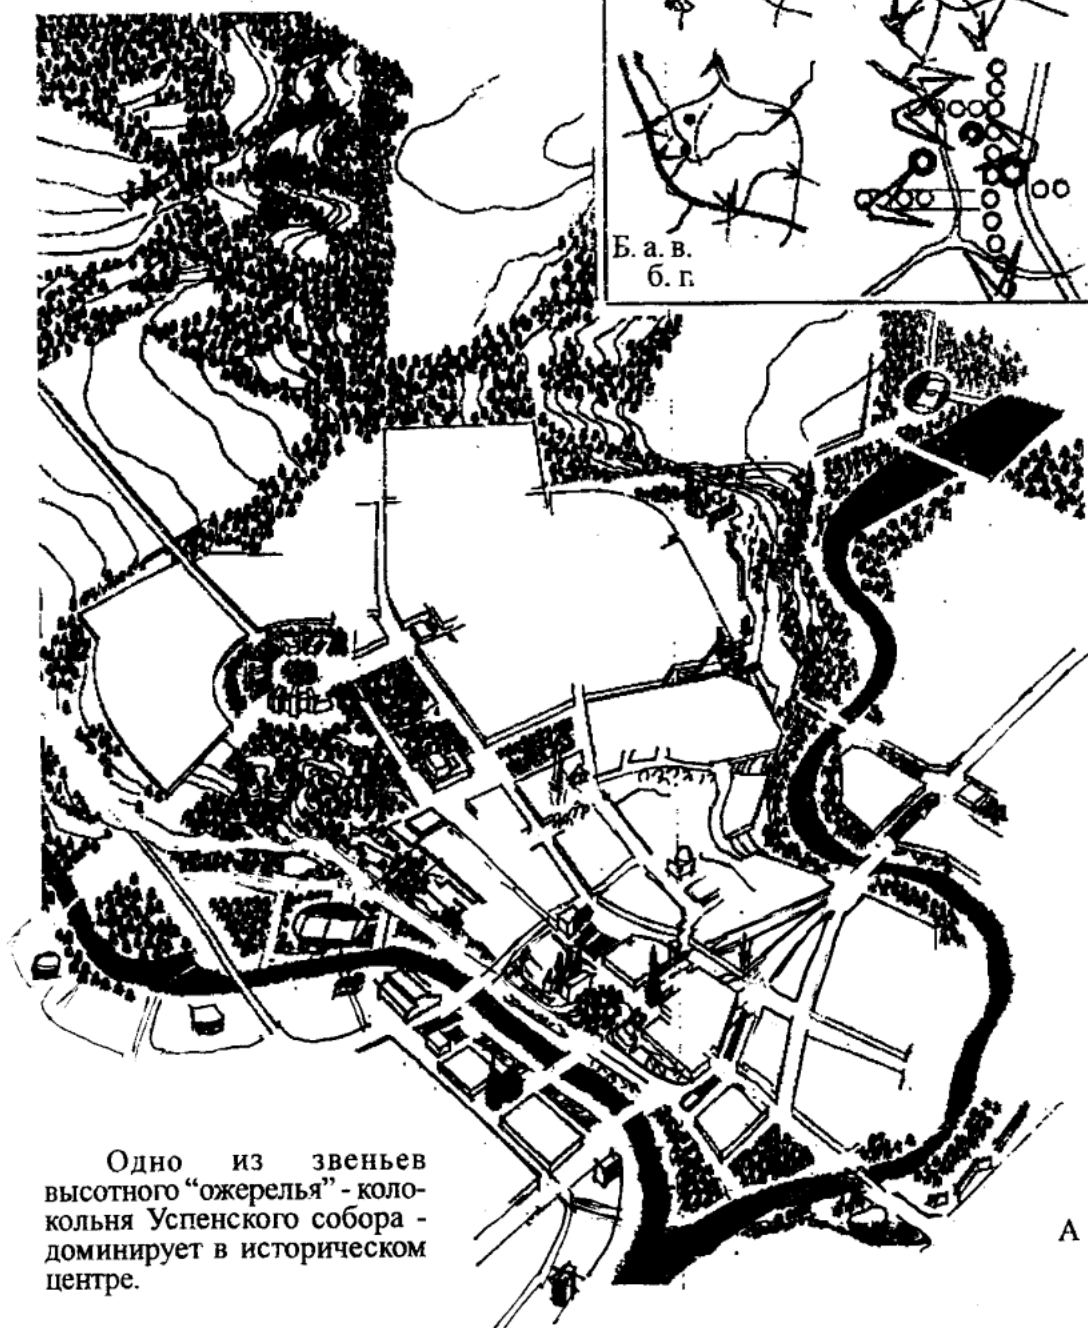 Б. а. в.
б. г.
Одно из звеньев
высотного “ожерелья” - коло-
кольня Успенского собора -
доминирует в историческом
центре.
А